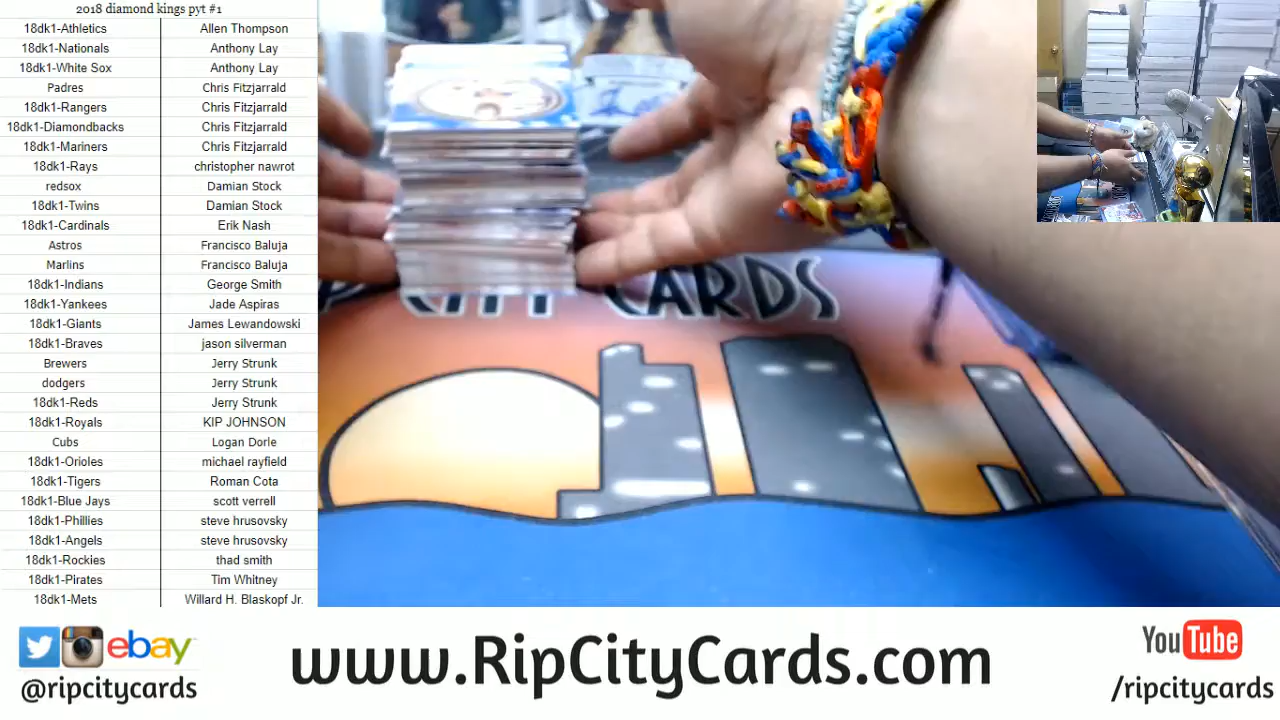 2018 diamond kings pyt #1
18dk1-Athletics Allen Thompson
18dk1-Nationals Anthony Lay
18dk1-White Sox Anthony Lay
Padres Chris Fitzjarrald
18dk1-Rangers Chris Fitzjarrald
18dk1-Diamondbacks Chris Fitzjarrald
18dk1-Mariners Chris Fitzjarrald
18dk1-Rays christopher nawrot
redsox Damian Stock
18dk1-Twins Damian Stock
18dk1-Cardinals Erik Nash
Astros Francisco Baluja
Marlins Francisco Baluja
18dk1-Indians George Smith
18dk1-Yankees Jade Aspiras
18dk1-Giants James Lewandowski
18dk1-Braves jason silverman
Brewers Jerry Strunk
dodgers Jerry Strunk
18dk1-Reds Jerry Strunk
18dk1-Royals KIP JOHNSON
Cubs Logan Dorle
18dk1-Orioles michael rayfield
18dk1-Tigers Roman Cota
18dk1-Blue Jays scott verrell
18dk1-Phillies steve hrusovsky
18dk1-Angels steve hrusovsky
18dk1-Rockies thad smith
18dk1-Pirates Tim Whitney
18dk1-Mets Willard H. Blaskopf Jr.
P CITY CARDS
ebay
@ripcitycards
www.RipCityCards.com
YouTube
/ripcitycards